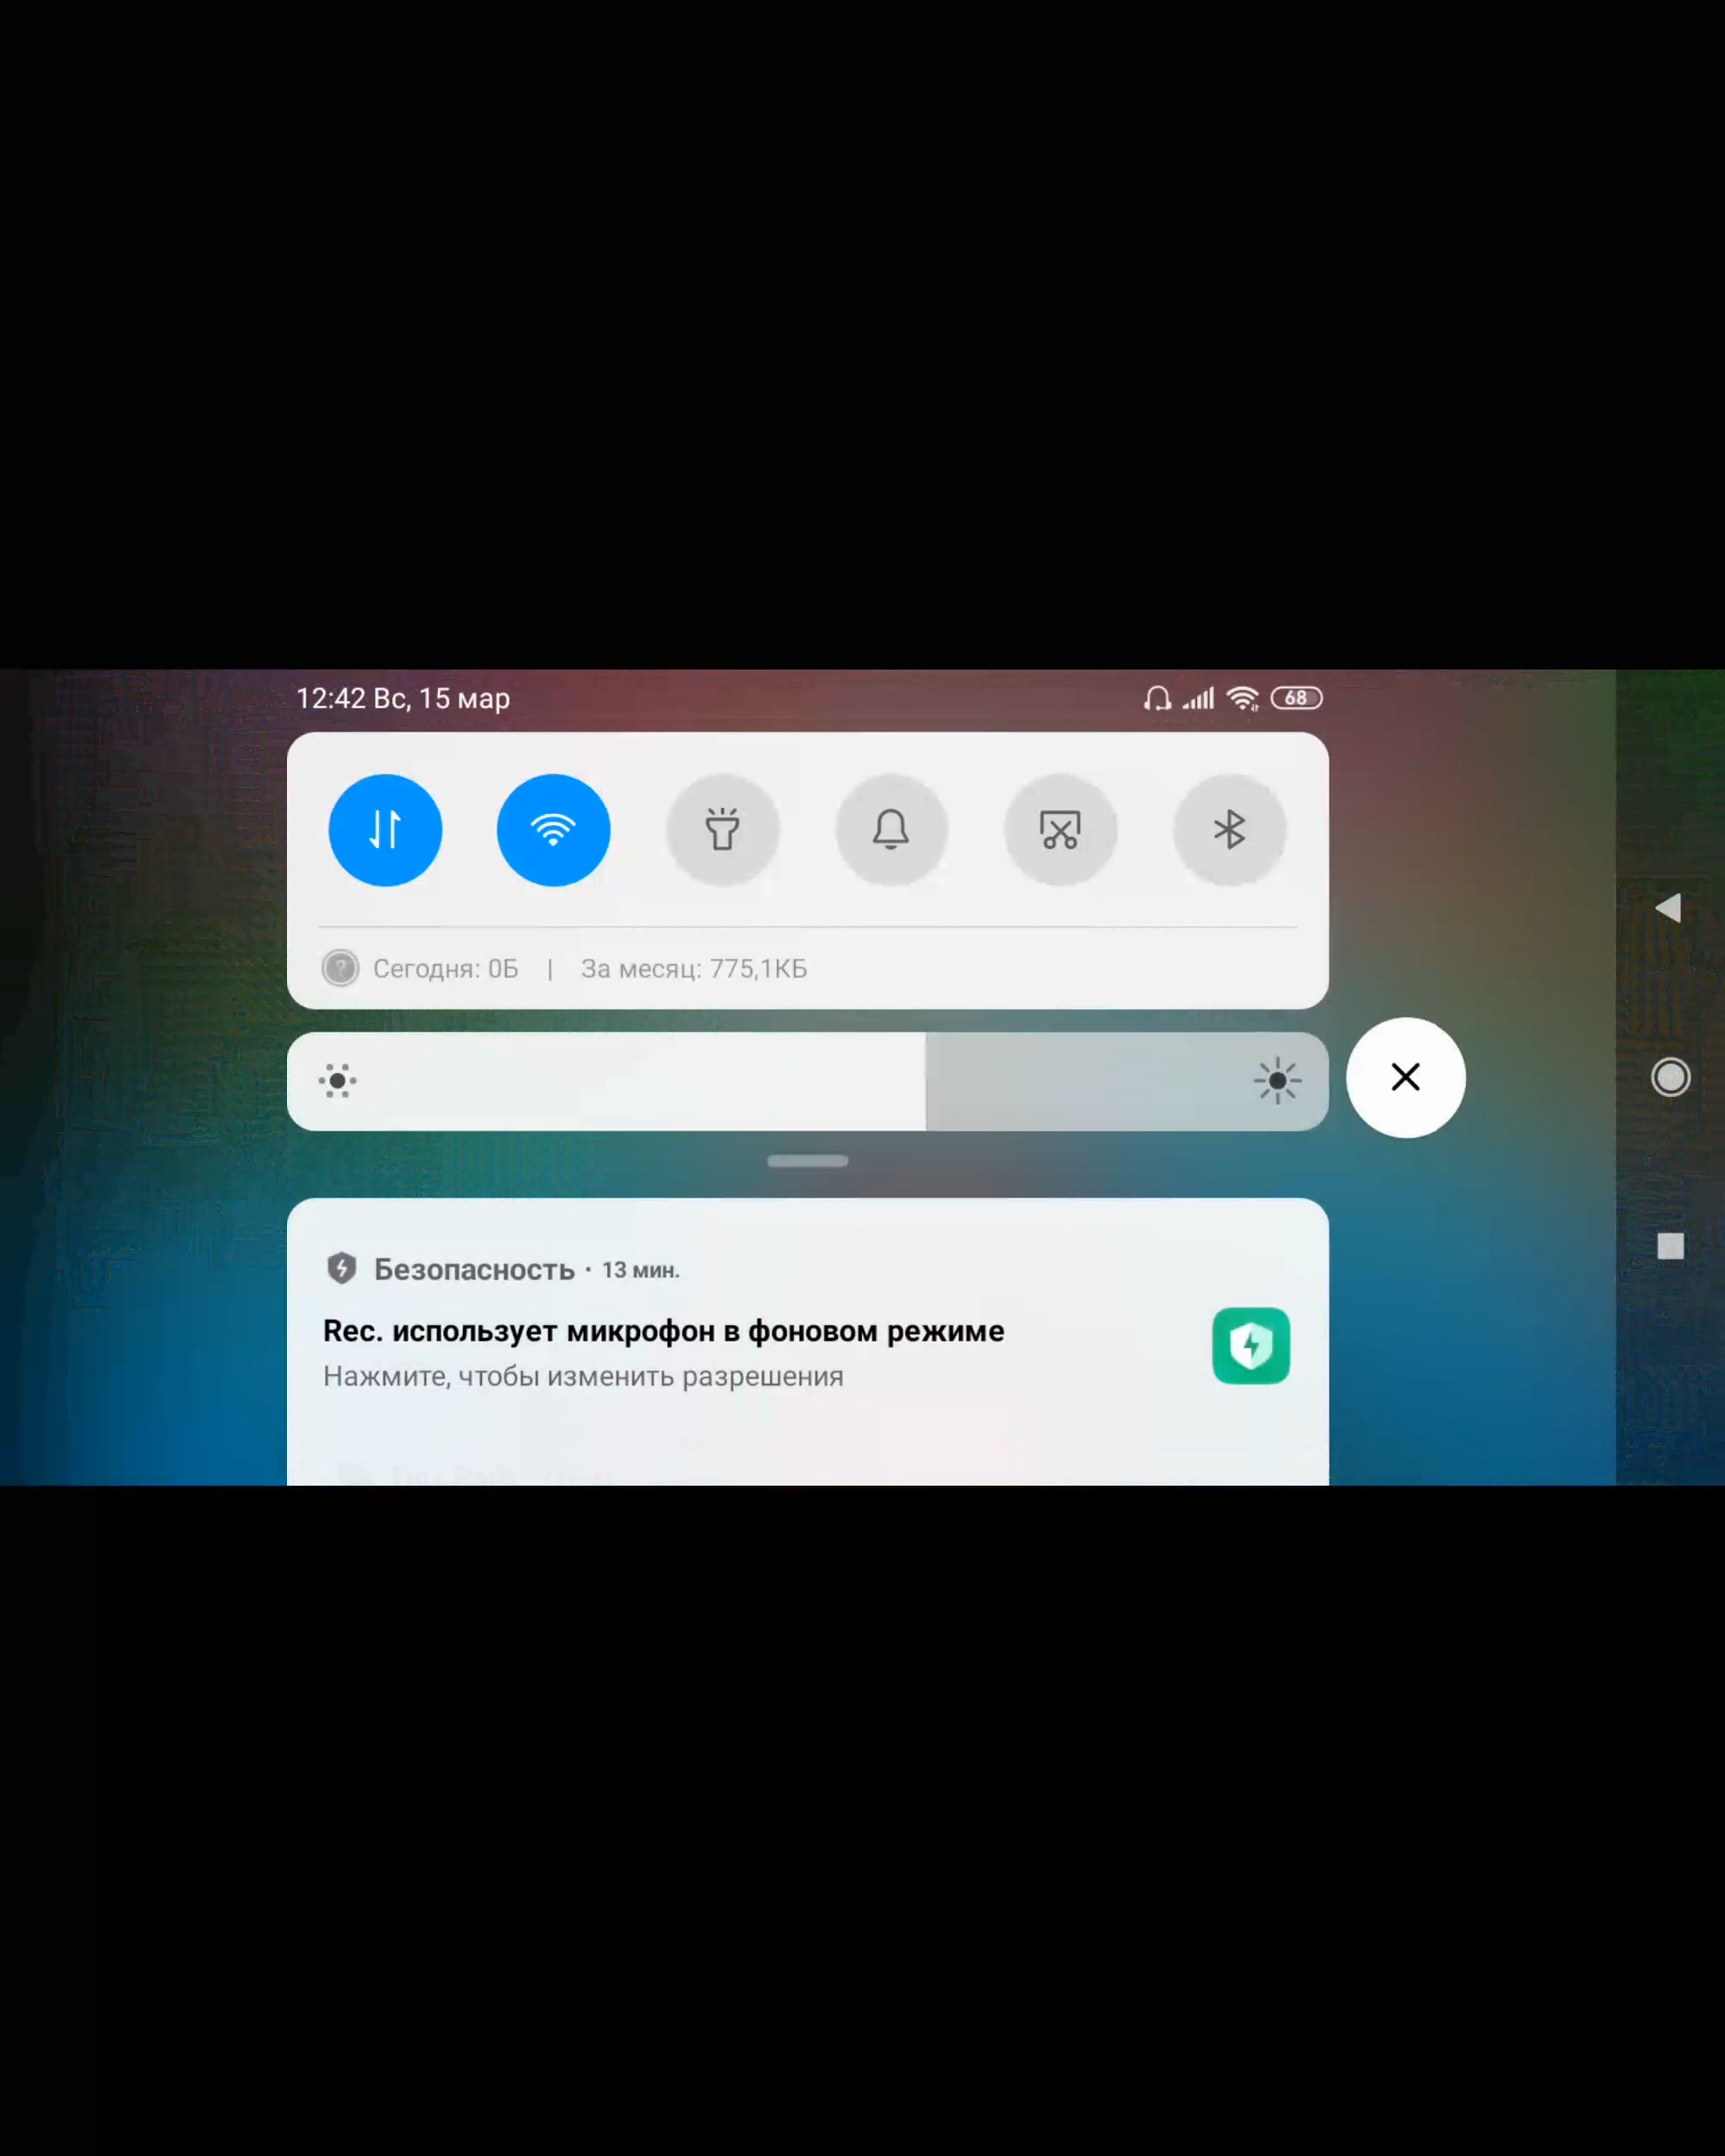 12:42 Вс, 15 мар
68
Сегодня: 0Б | За месяц: 775,1КБ
Безопасность · 13 мин.
Rec. использует микрофон в фоновом режиме
Нажмите, чтобы изменить разрешения